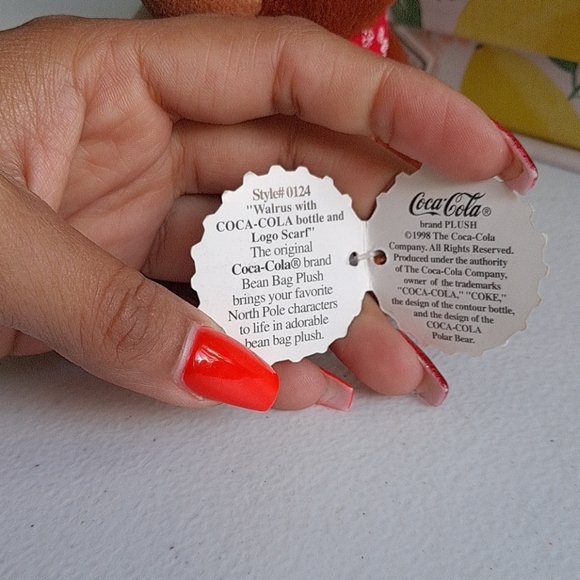 Style# 0124
"Walrus with
COCA-COLA bottle and
Logo Scarf"
The original
Coca-Cola® brand
Bean Bag Plush
brings your favorite
North Pole characters
to life in adorable
bean bag plush.
Coca-Cola®
brand PLUSH
©1998 The Coca-Cola
Company. All Rights Reserved.
Produced under the authority
of The Coca-Cola Company,
owner of the trademarks
"COCA-COLA," "COKE,"
the design of the contour bottle,
and the design of the
COCA-COLA
Polar Bear.